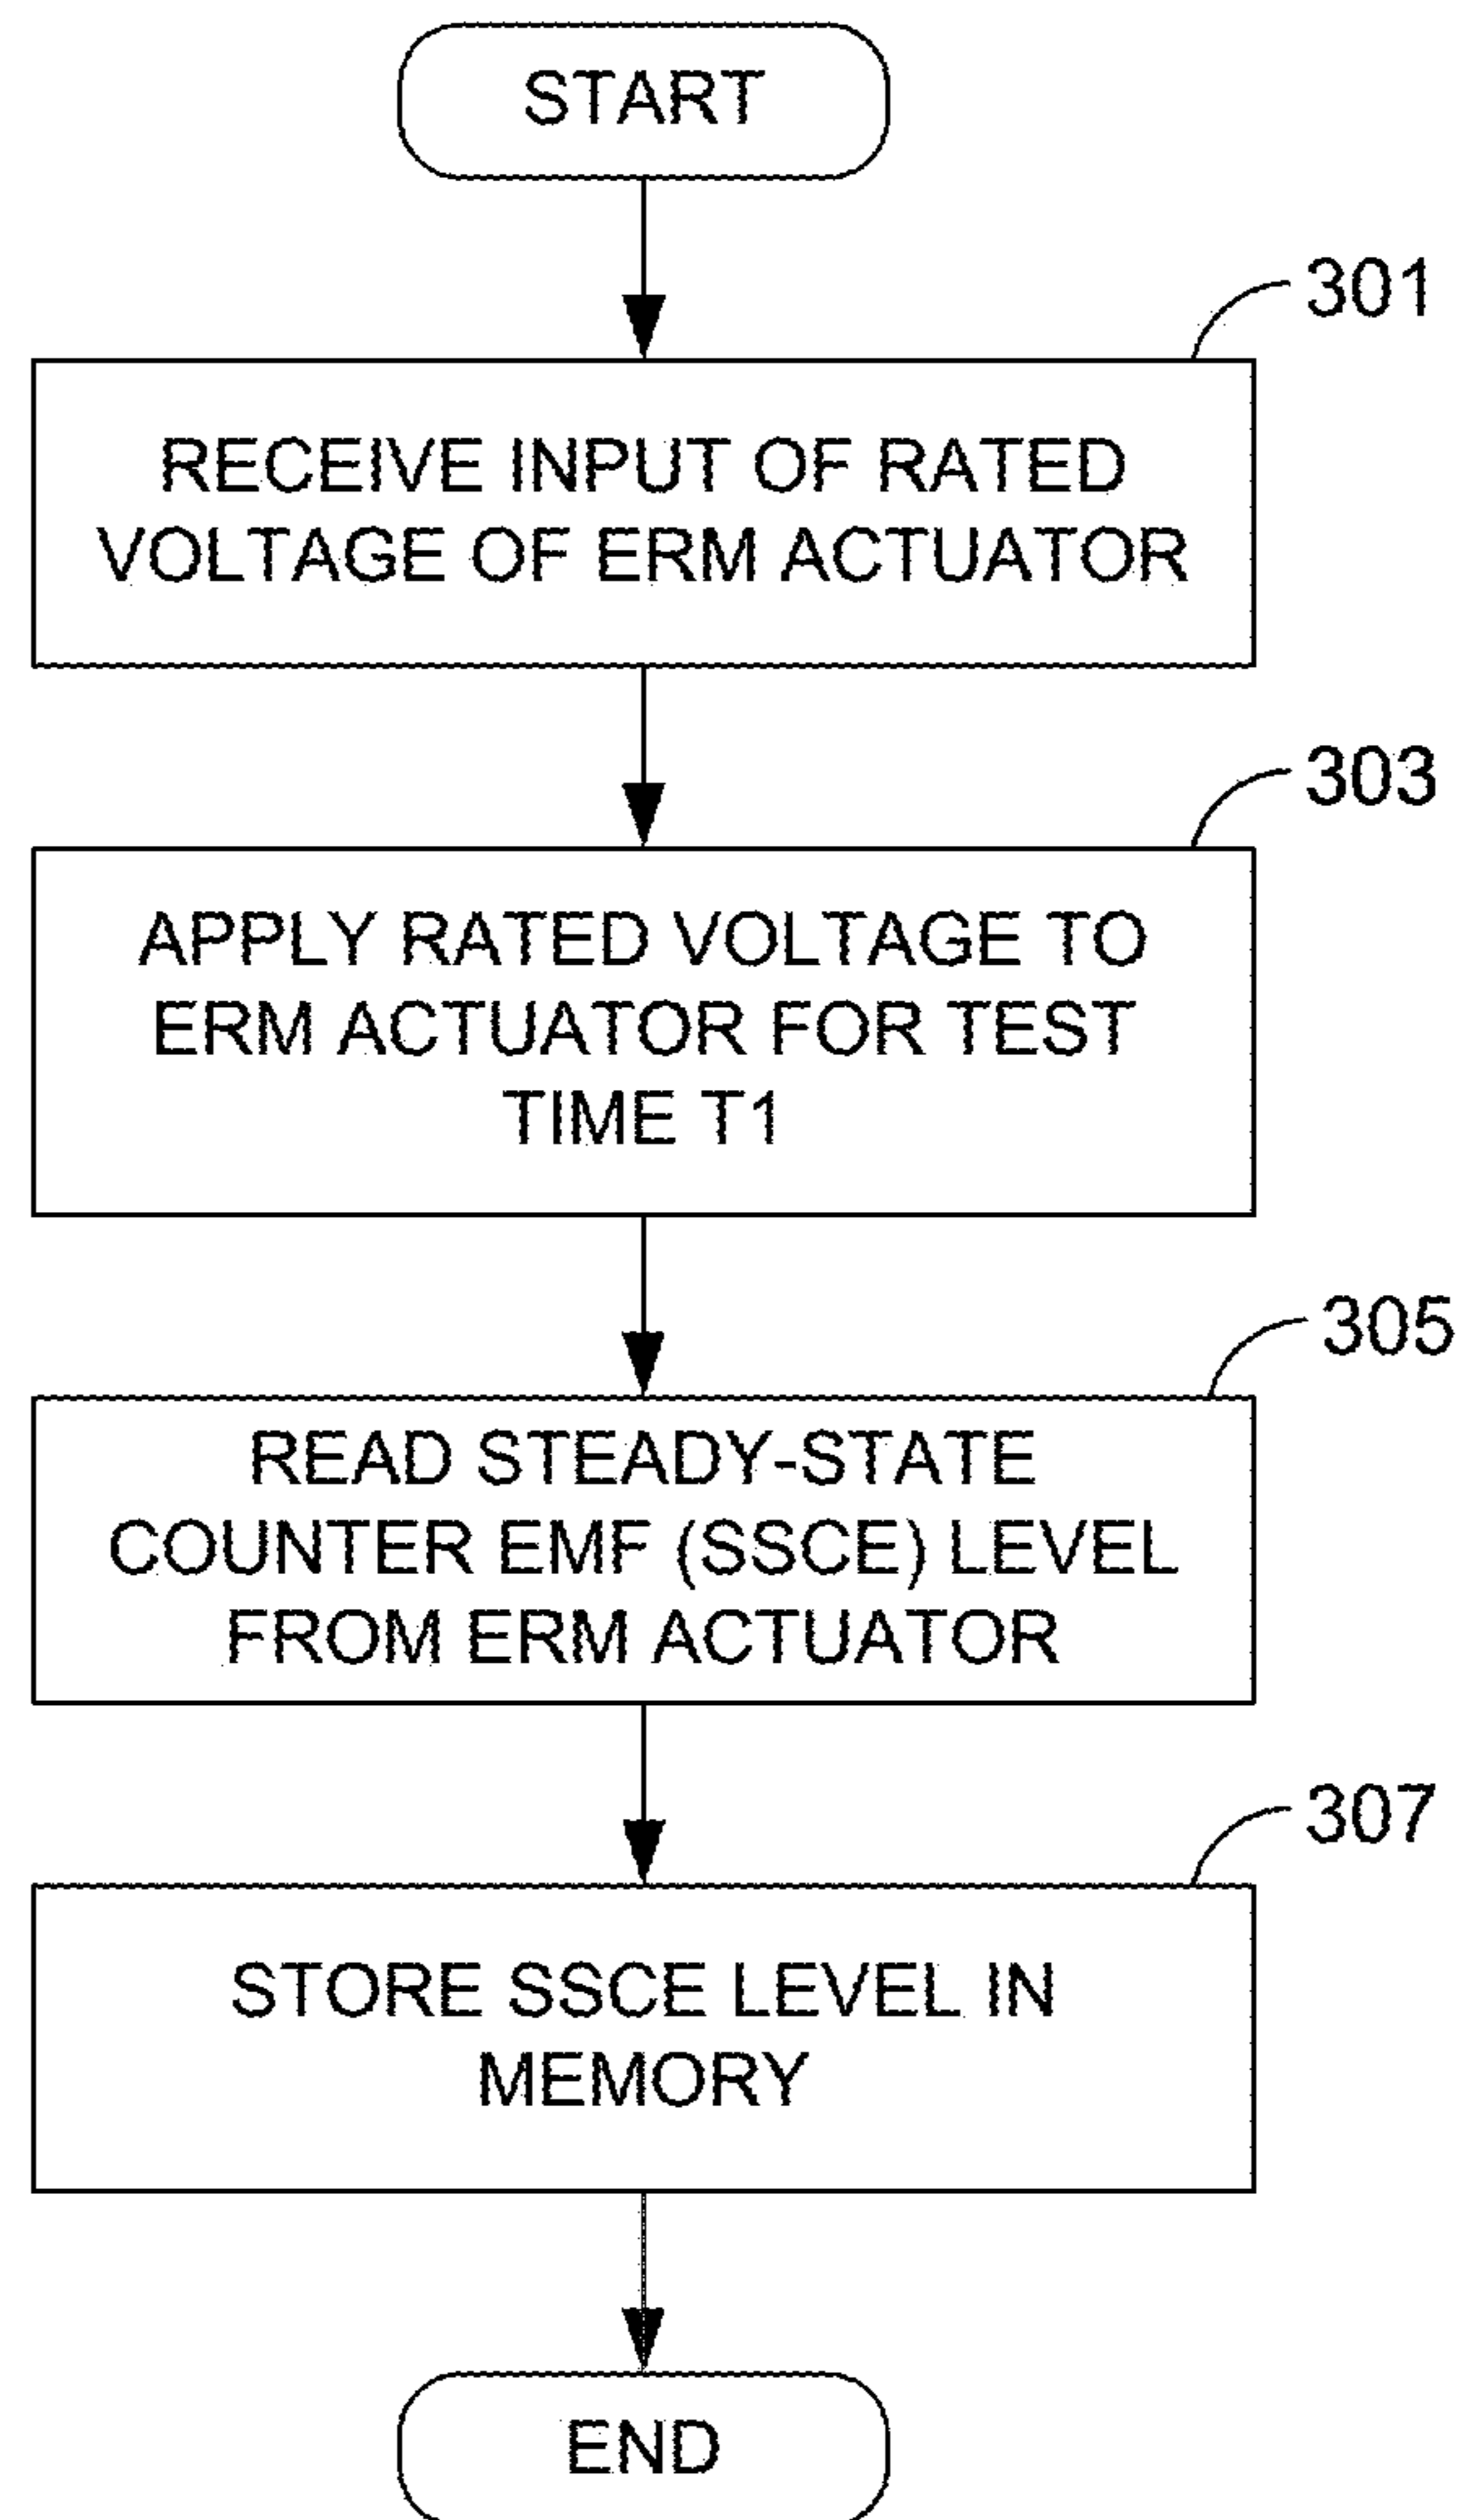 START
301
RECEIVE INPUT OF RATED
VOLTAGE OF ERM ACTUATOR
303
APPLY RATED VOLTAGE TO
ERM ACTUATOR FOR TEST
TIME T1
305
READ STEADY-STATE
COUNTER EMF (SSCE) LEVEL
FROM ERM ACTUATOR
307
STORE SSCE LEVEL IN
MEMORY
END